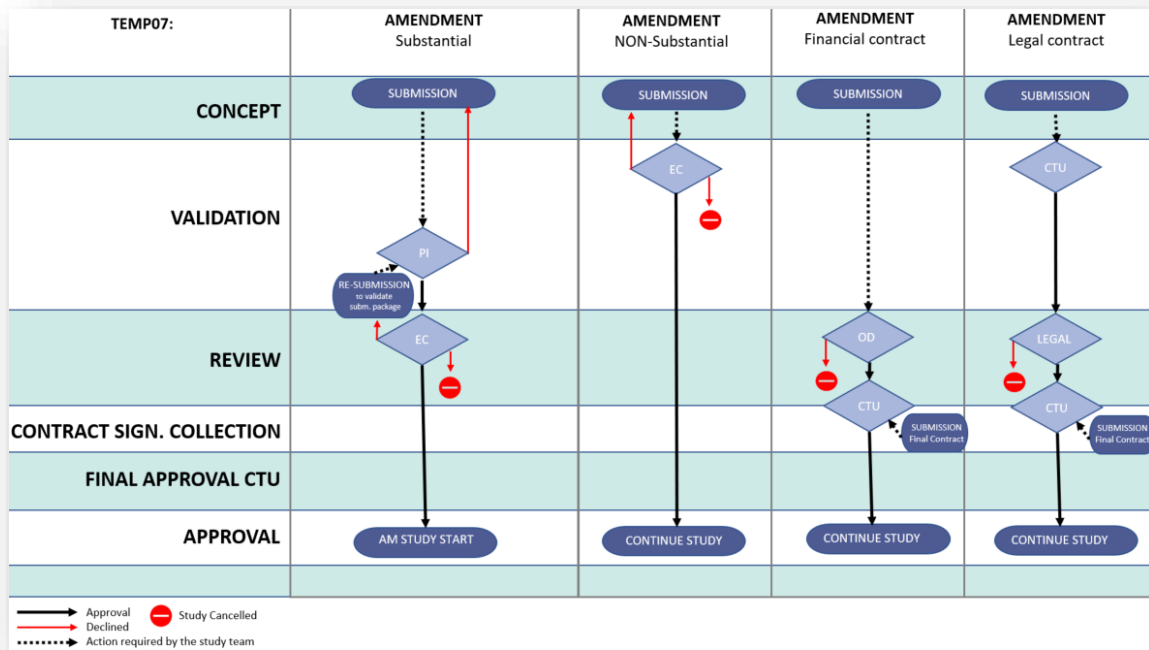 TEMP07:
AMENDMENT
Substantial
AMENDMENT
NON-Substantial
AMENDMENT
Financial contract
AMENDMENT
Legal contract
CONCEPT
SUBMISSION
SUBMISSION
SUBMISSION
SUBMISSION
VALIDATION
EC
CTU
PI
RE-SUBMISSION
to validate
subm. package
REVIEW
EC
OD
LEGAL
CTU
CTU
CONTRACT SIGN. COLLECTION
SUBMISSION
Final Contract
SUBMISSION
Final Contract
FINAL APPROVAL CTU
APPROVAL
AM STUDY START
CONTINUE STUDY
CONTINUE STUDY
CONTINUE STUDY
Approval
Study Cancelled
Declined
Action required by the study team